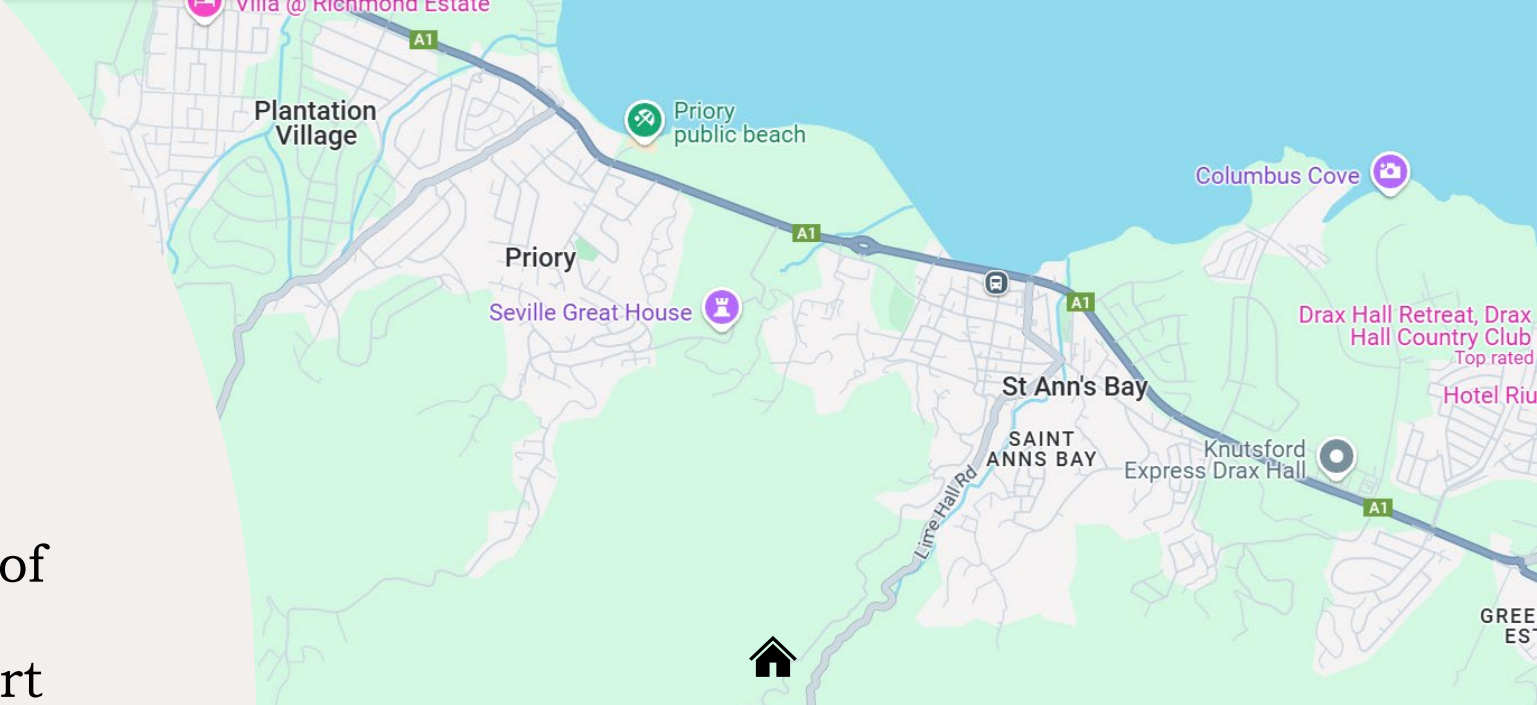 Villa @ Richmond Estate
A1
Plantation
Village
Priory
public beach
Columbus Cove
A1
Priory
Seville Great House
A1
Drax Hall Retreat, Drax
Hall Country Club
Top rated
Hotel Riu
St Ann's Bay
SAINT
ANNS BAY
Knutsford
Express Drax Hall
Lime Hall Rd
A1
of
GREE
EST
rt